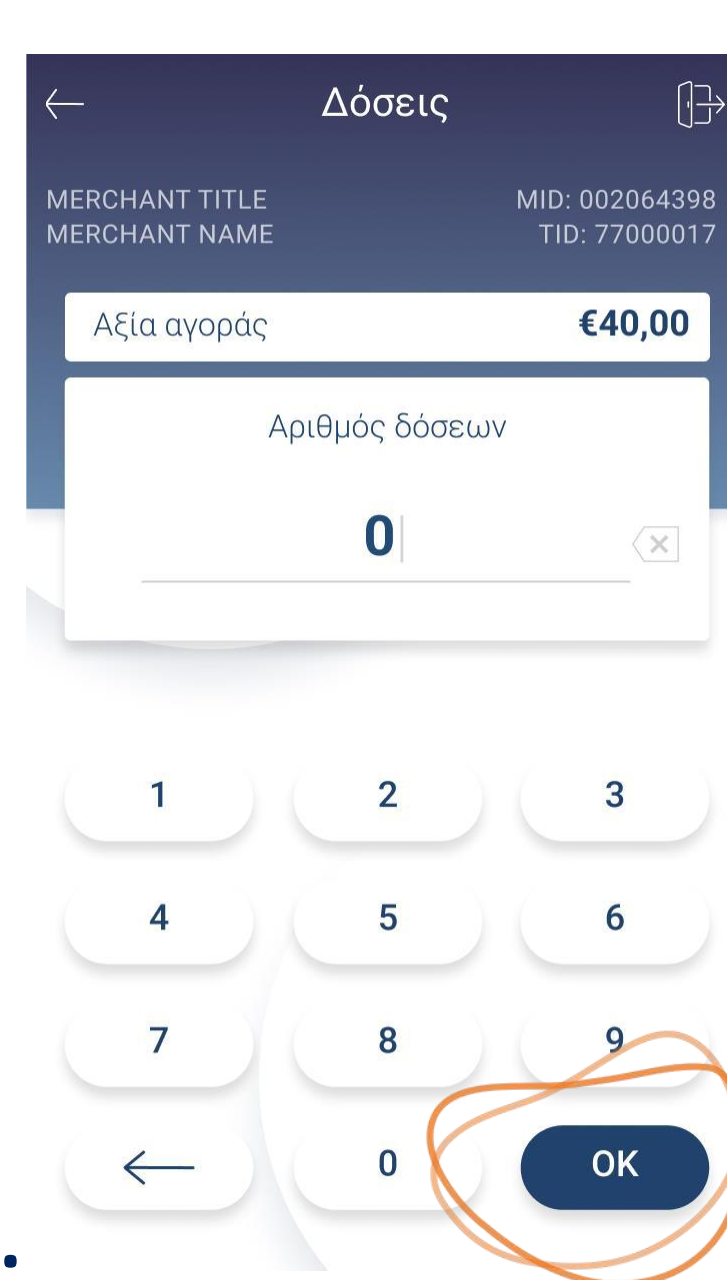 Δόσεις
MERCHANT TITLE MID: 002064398
MERCHANT NAME TID: 77000017
Αξία αγοράς €40,00
Αριθμός δόσεων
0
1 2 3
4 5 6
7 8 9
0 OK